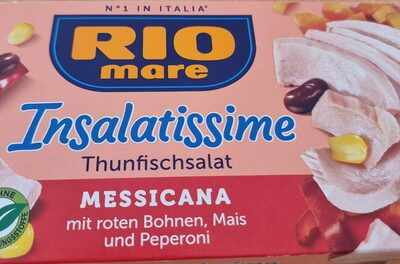 N°1 IN ITALIA*
RIO
mare
Insalatissime
Thunfischsalat
MESSICANA
mit roten Bohnen, Mais
und Peperoni